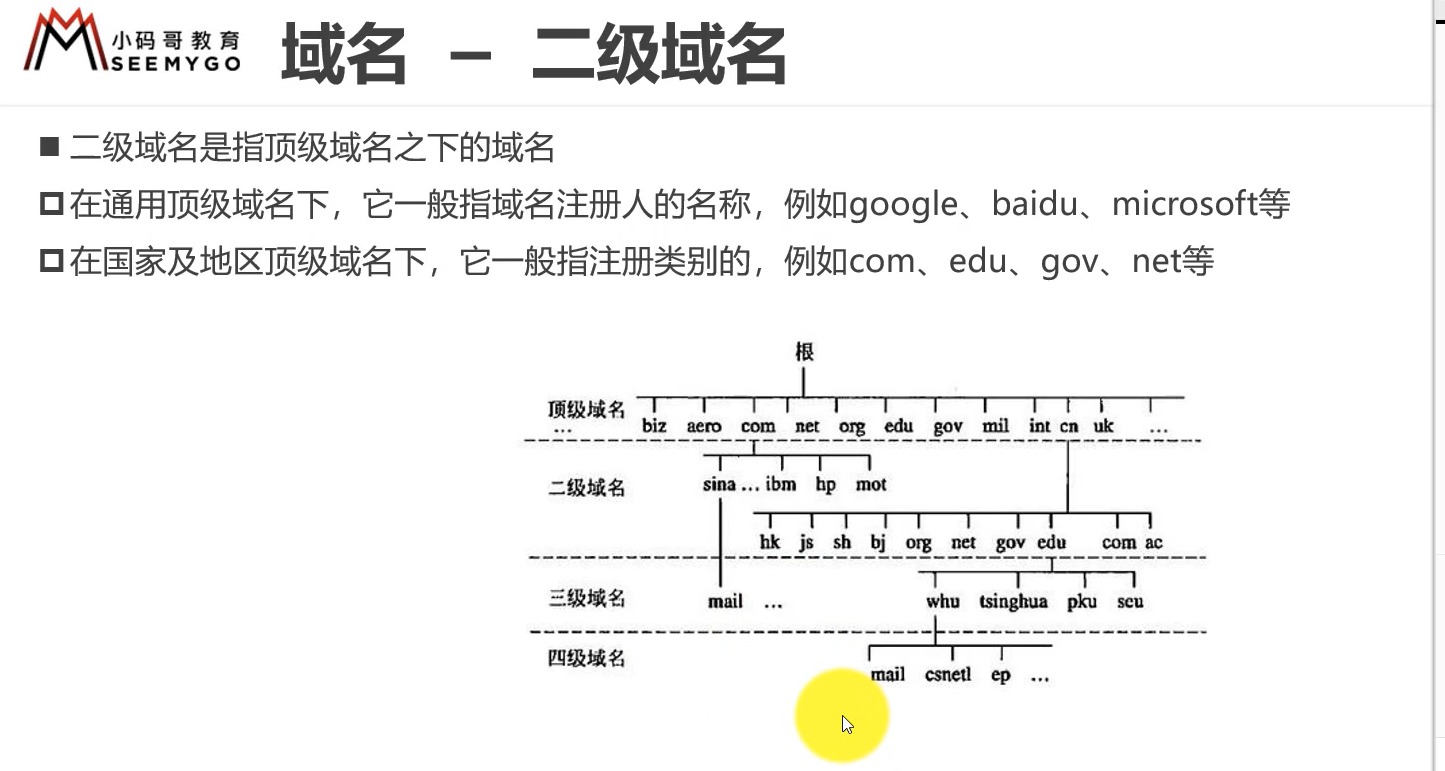 小码哥教育
SEEMYGO
域名 – 二级域名
■ 二级域名是指顶级域名之下的域名
在通用顶级域名下，它一般指域名注册人的名称，例如google、baidu、microsoft等
在国家及地区顶级域名下，它一般指注册类别的，例如com、edu、gov、net等
根
顶级域名
... biz aero com net org edu gov mil int cn uk ...
二级域名 sina ... ibm hp mot
hk js sh bj org net gov edu com ac
三级域名 mail ... whu tsinghua pku scu
四级域名
mail csnetl ep ...